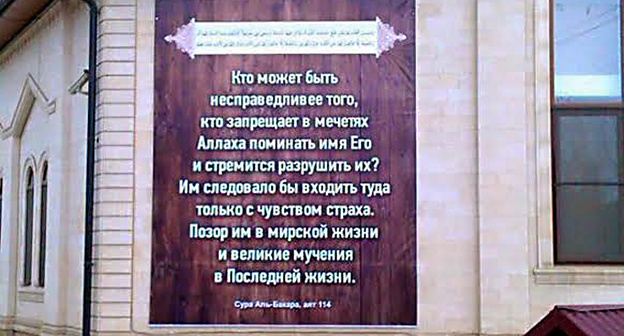 Кто может быть
несправедливее того,
кто запрещает в мечетях
Аллаха поминать имя Его
и стремится разрушить их?
Им следовало бы входить туда
только с чувством страха.
Позор им в мирской жизни
и великие мучения
в Последней жизни.
Сура Аль-Бакара, аят 114